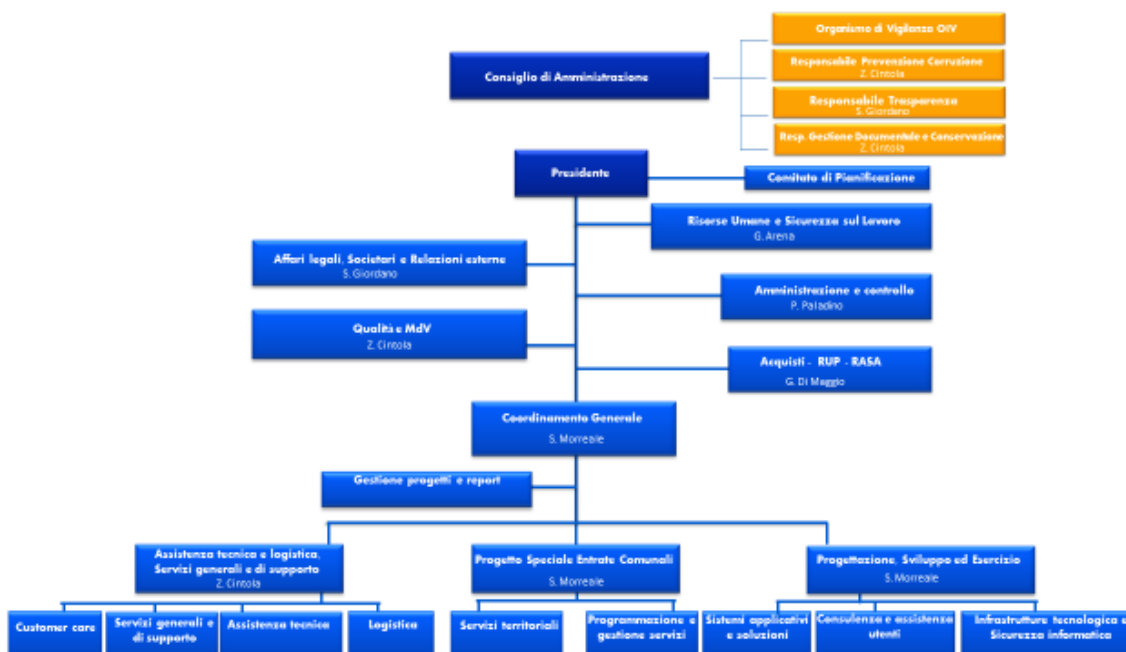 Organismo di Vigilanza OIV
Consiglio di Amministrazione
Responsabile Prevenzione Corruzione
Z. Cintola
Responsabile Trasparenza
S. Giordano
Resp. Gestione Documentale e Conservazione
Z. Cintola
Presidente
Comitato di Pianificazione
Risorse Umane e Sicurezza sul Lavoro
G. Arena
Affari legali, Societari e Relazioni esterne
S. Giordano
Amministrazione e controllo
P. Paladino
Qualità e MdV
Z. Cintola
Acquisti - RUP - RASA
G. Di Maggio
Coordinamento Generale
S. Morreale
Gestione progetti e report
Assistenza tecnica e logistica,
Servizi generali e di supporto
Z. Cintola
Progetto Speciale Entrate Comunali
S. Morreale
Progettazione, Sviluppo ed Esercizio
S. Morreale
Customer care
Servizi generali e
di supporto
Assistenza tecnica
Logistica
Servizi territoriali
Programmazione e
gestione servizi
Sistemi applicativi
e soluzioni
Consulenza e assistenza
utenti
Infrastrutture tecnologica e
Sicurezza informatica